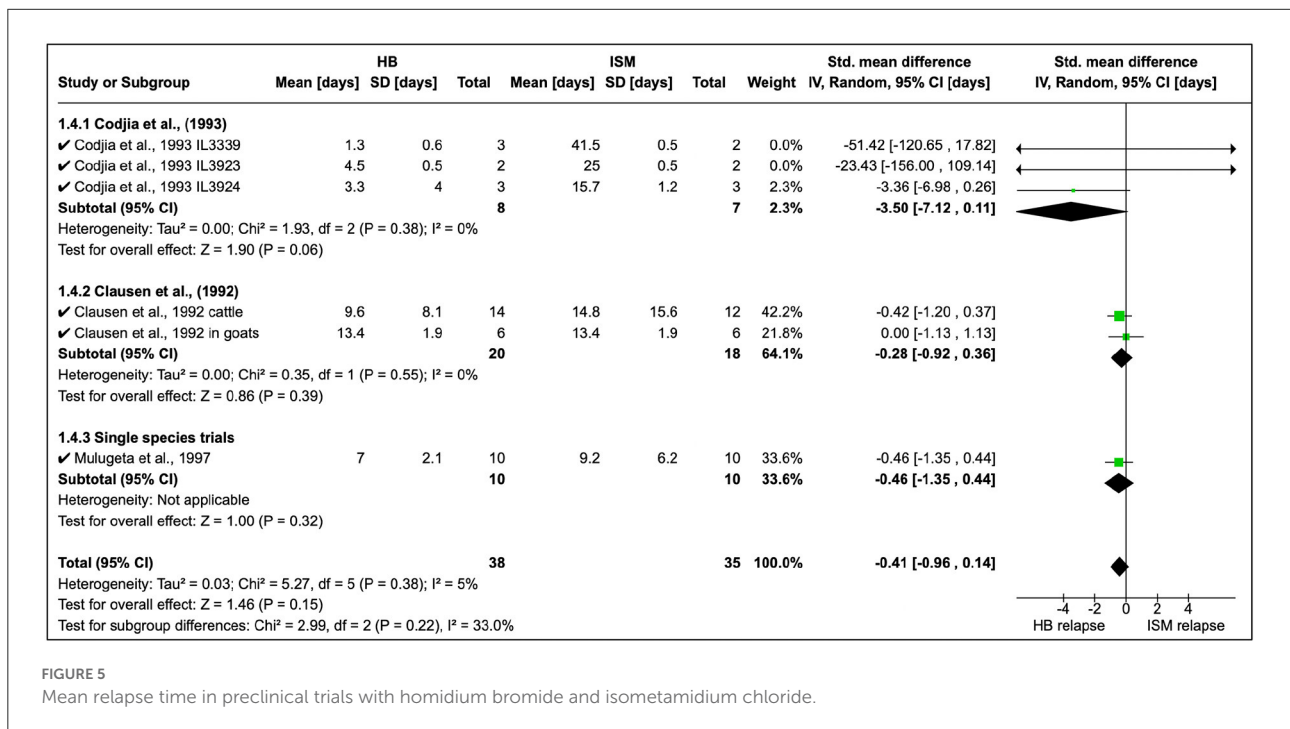 HB ISM Std. mean difference Std. mean difference
Study or Subgroup Mean [days] SD [days] Total Mean [days] SD [days] Total Weight IV, Random, 95% CI [days] IV, Random, 95% CI [days]
1.4.1 Codjia et al., (1993)
✔ Codjia et al., 1993 IL3339 1.3 0.6 3 41.5 0.5 2 0.0% -51.42 [-120.65 , 17.82]
✔ Codjia et al., 1993 IL3923 4.5 0.5 2 25 0.5 2 0.0% -23.43 [-156.00 , 109.14]
✔ Codjia et al., 1993 IL3924 3.3 4 3 15.7 1.2 3 2.3% -3.36 [-6.98 , 0.26]
Subtotal (95% CI) 8 7 2.3% -3.50 [-7.12 , 0.11]
Heterogeneity: Tau² = 0.00; Chi² = 1.93, df = 2 (P = 0.38); I² = 0%
Test for overall effect: Z = 1.90 (P = 0.06)
1.4.2 Clausen et al., (1992)
✔ Clausen et al., 1992 cattle 9.6 8.1 14 14.8 15.6 12 42.2% -0.42 [-1.20 , 0.37]
✔ Clausen et al., 1992 in goats 13.4 1.9 6 13.4 1.9 6 21.8% 0.00 [-1.13 , 1.13]
Subtotal (95% CI) 20 18 64.1% -0.28 [-0.92 , 0.36]
Heterogeneity: Tau² = 0.00; Chi² = 0.35, df = 1 (P = 0.55); I² = 0%
Test for overall effect: Z = 0.86 (P = 0.39)
1.4.3 Single species trials
✔ Mulugeta et al., 1997 7 2.1 10 9.2 6.2 10 33.6% -0.46 [-1.35 , 0.44]
Subtotal (95% CI) 10 10 33.6% -0.46 [-1.35 , 0.44]
Heterogeneity: Not applicable
Test for overall effect: Z = 1.00 (P = 0.32)
Total (95% CI) 38 35 100.0% -0.41 [-0.96 , 0.14]
Heterogeneity: Tau² = 0.03; Chi² = 5.27, df = 5 (P = 0.38); I² = 5%
Test for overall effect: Z = 1.46 (P = 0.15)
Test for subgroup differences: Chi² = 2.99, df = 2 (P = 0.22), I² = 33.0%
-4 -2 0 2 4
HB relapse ISM relapse
FIGURE 5
Mean relapse time in preclinical trials with homidium bromide and isometamidium chloride.